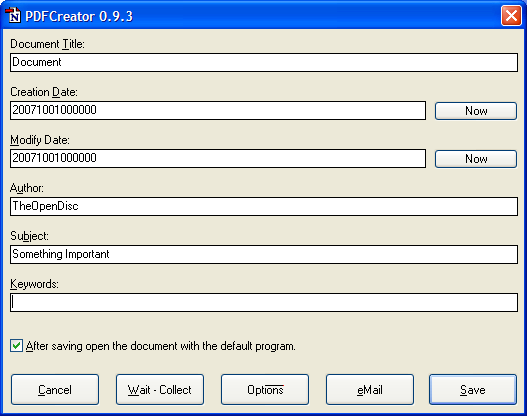 PDFCreator 0.9.3
Document Title:
Document
Creation Date:
20071001000000
Now
Modify Date:
20071001000000
Now
Author:
TheOpenDisc
Subject:
Something Important
Keywords:
After saving open the document with the default program.
Cancel
Wait - Collect
Options
eMail
Save